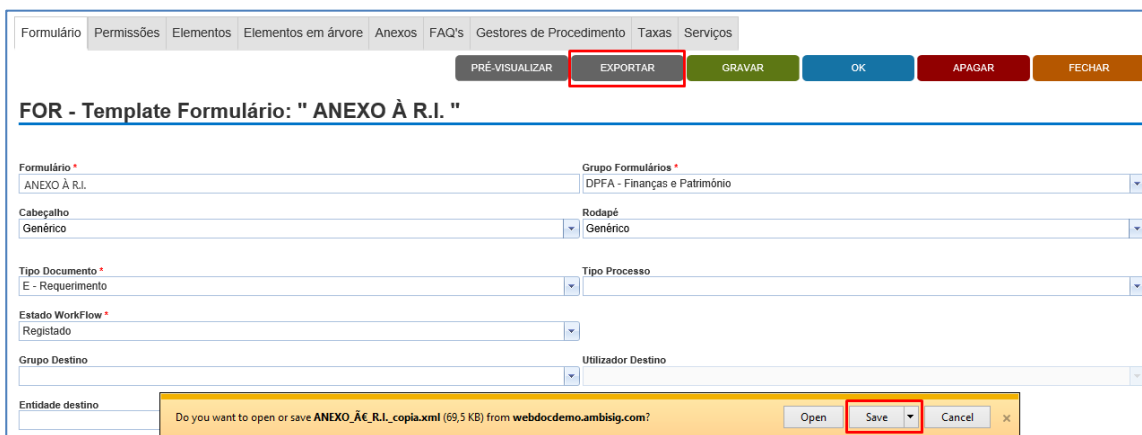 Formulário Permissões Elementos Elementos em árvore Anexos FAQ's Gestores de Procedimento Taxas Serviços
PRÉ-VISUALIZAR EXPORTAR GRAVAR OK APAGAR FECHAR
FOR - Template Formulário: " ANEXO À R.I. "
Formulário * Grupo Formulários *
ANEXO À R.I. DPFA - Finanças e Património
Cabeçalho Rodapé
Genérico Genérico
Tipo Documento * Tipo Processo
E - Requerimento
Estado WorkFlow *
Registado
Grupo Destino Utilizador Destino
Entidade destino
Do you want to open or save ANEXO_Ã€_R.I._copia.xml (69,5 KB) from webdocdemo.ambisig.com? Open Save Cancel ×